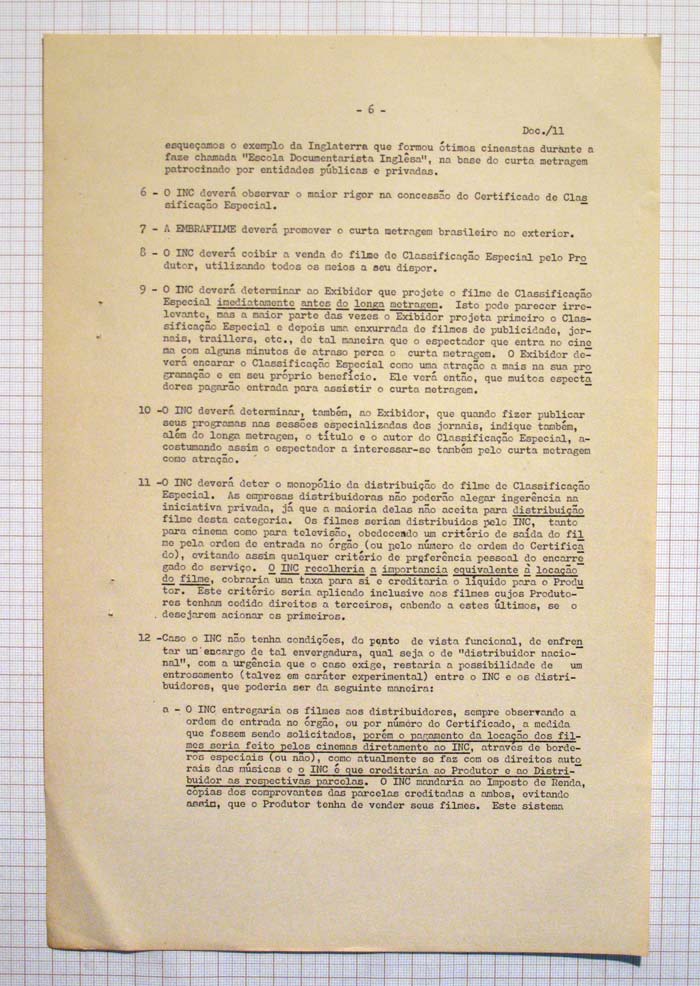 - 6 -
Doc./11
esqueçamos o exemplo da Inglaterra que formou ótimos cineastas durante a
faze chamada "Escola Documentarista Inglêsa", na base do curta metragem
patrocinado por entidades públicas e privadas.
6 - O INC deverá observar o maior rigor na concessão do Certificado de Clas
sificação Especial.
7 - A EMBRAFILME deverá promover o curta metragem brasileiro no exterior.
8 - O INC deverá coibir a venda do filme de Classificação Especial pelo Pro
dutor, utilizando todos os meios a seu dispor.
9 - O INC deverá determinar ao Exibidor que projete o filme de Classificação
Especial imediatamente antes do longa metragem. Isto pode parecer irre-
levante, mas a maior parte das vezes o Exibidor projeta primeiro o Clas-
sificação Especial e depois uma enxurrada de filmes de publicidade, jor-
nais, traillers, etc., de tal maneira que o espectador que entra no cine
ma com alguns minutos de atraso perca o curta metragem. O Exibidor de-
verá encarar o Classificação Especial como uma atração a mais na sua pro
gramação e em seu próprio benefício. Ele verá então, que muitos especta
dores pagarão entrada para assistir o curta metragem.
10 -O INC deverá determinar, também, ao Exibidor, que quando fizer publicar
seus programas nas sessões especializadas dos jornais, indique também,
além do longa metragem, o título e o autor do Classificação Especial, a-
costumando assim o espectador a interessar-se também pelo curta metragem
como atração.
11 -O INC deverá deter o monopólio da distribuição do filme de Classificação
Especial. As empresas distribuidoras não poderão alegar ingerência na
iniciativa privada, já que a maioria delas não aceita para distribuição
filme desta categoria. Os filmes seriam distribuidos pelo INC, tanto
para cinema como para televisão, obedecendo um critério de saída do fil
me pela ordem de entrada no órgão (ou pelo número de ordem do Certifica
do), evitando assim qualquer critério de preferência pessoal do encarre
gado do serviço. O INC recolheria a importancia equivalente à locação
do filme, cobraria uma taxa para si e creditaria o líquido para o Produ
tor. Este critério seria aplicado inclusive aos filmes cujos Produto-
res tenham cedido direitos a terceiros, cabendo a estes últimos, se o
desejarem acionar os primeiros.
12 -Caso o INC não tenha condições, do ponto de vista funcional, de enfren
tar un encargo de tal envergadura, qual seja o de "distribuidor nacio-
nal", com a urgência que o caso exige, restaria a possibilidade de um
entrosamento (talvez em caráter experimental) entre o INC e os distri-
buidores, que poderia ser da seguinte maneira:
a - O INC entregaria os filmes aos distribuidores, sempre observando a
ordem de entrada no órgão, ou por número do Certificado, a medida
que fossem sendo solicitados, porém o pagamento da locação dos fil-
mes seria feito pelos cinemas diretamente ao INC, através de borde-
rôs especiais (ou não), como atualmente se faz com os direitos auto
rais das músicas e o INC é que creditaria ao Produtor e ao Distri-
buidor as respectivas parcelas. O INC mandaria ao Imposto de Renda,
cópias dos comprovantes das parcelas creditadas a ambos, evitando
assim, que o Produtor tenha de vender seus filmes. Este sistema